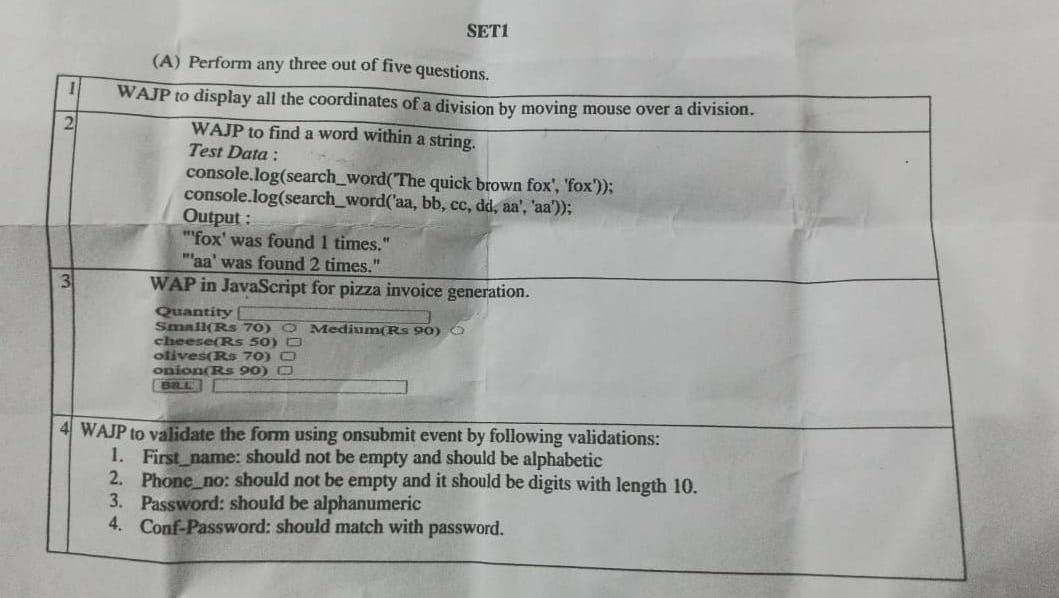 SET1
(A) Perform any three out of five questions.
1 WAJP to display all the coordinates of a division by moving mouse over a division.
2 WAJP to find a word within a string.
Test Data :
console.log(search_word('The quick brown fox', 'fox'));
console.log(search_word('aa, bb, cc, dd, aa', 'aa'));
Output :
"'fox' was found 1 times."
"'aa' was found 2 times."
3 WAP in JavaScript for pizza invoice generation.
Quantity
Small(Rs 70) Medium(Rs 90)
cheese(Rs 50)
olives(Rs 70)
onion(Rs 90)
BILL
4 WAJP to validate the form using onsubmit event by following validations:
1. First_name: should not be empty and should be alphabetic
2. Phone_no: should not be empty and it should be digits with length 10.
3. Password: should be alphanumeric
4. Conf-Password: should match with password.